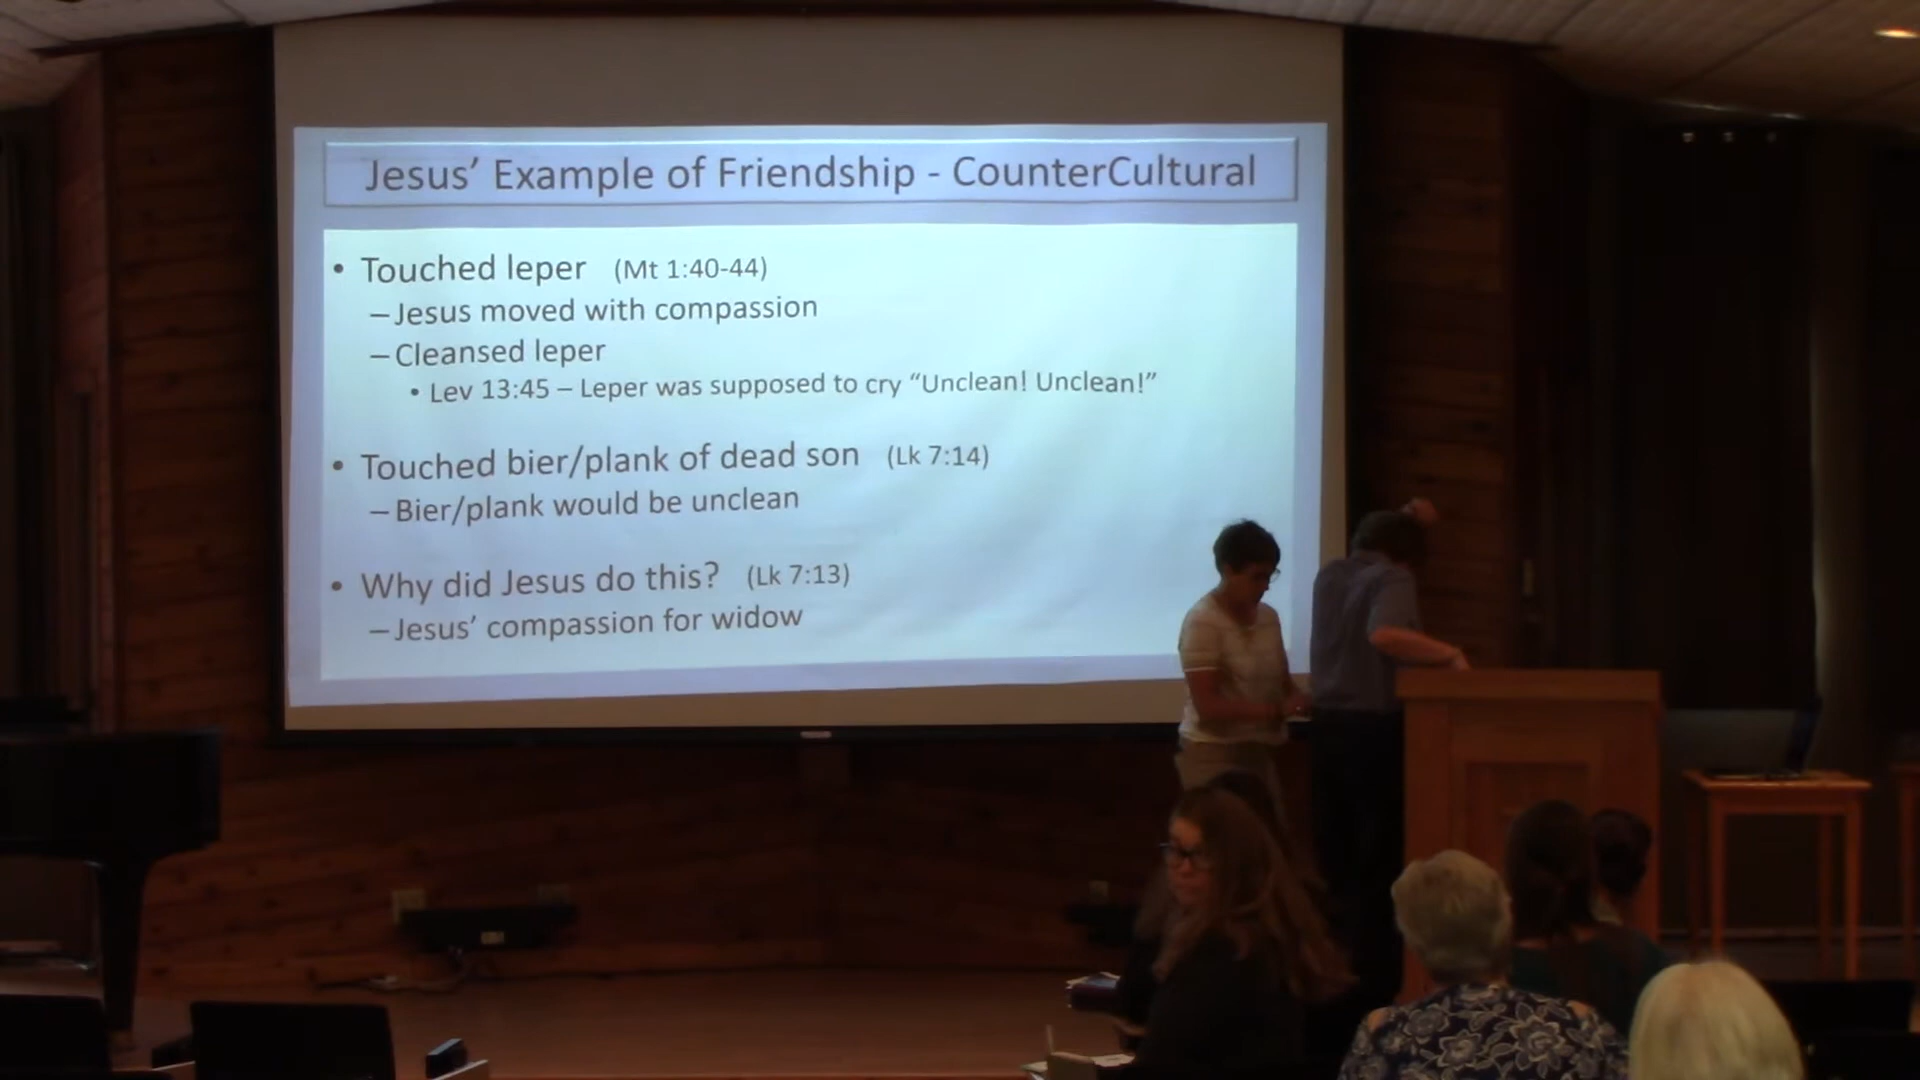 Jesus’ Example of Friendship - CounterCultural
• Touched leper (Mt 1:40-44)
– Jesus moved with compassion
– Cleansed leper
• Lev 13:45 – Leper was supposed to cry “Unclean! Unclean!”
• Touched bier/plank of dead son (Lk 7:14)
– Bier/plank would be unclean
• Why did Jesus do this? (Lk 7:13)
– Jesus’ compassion for widow